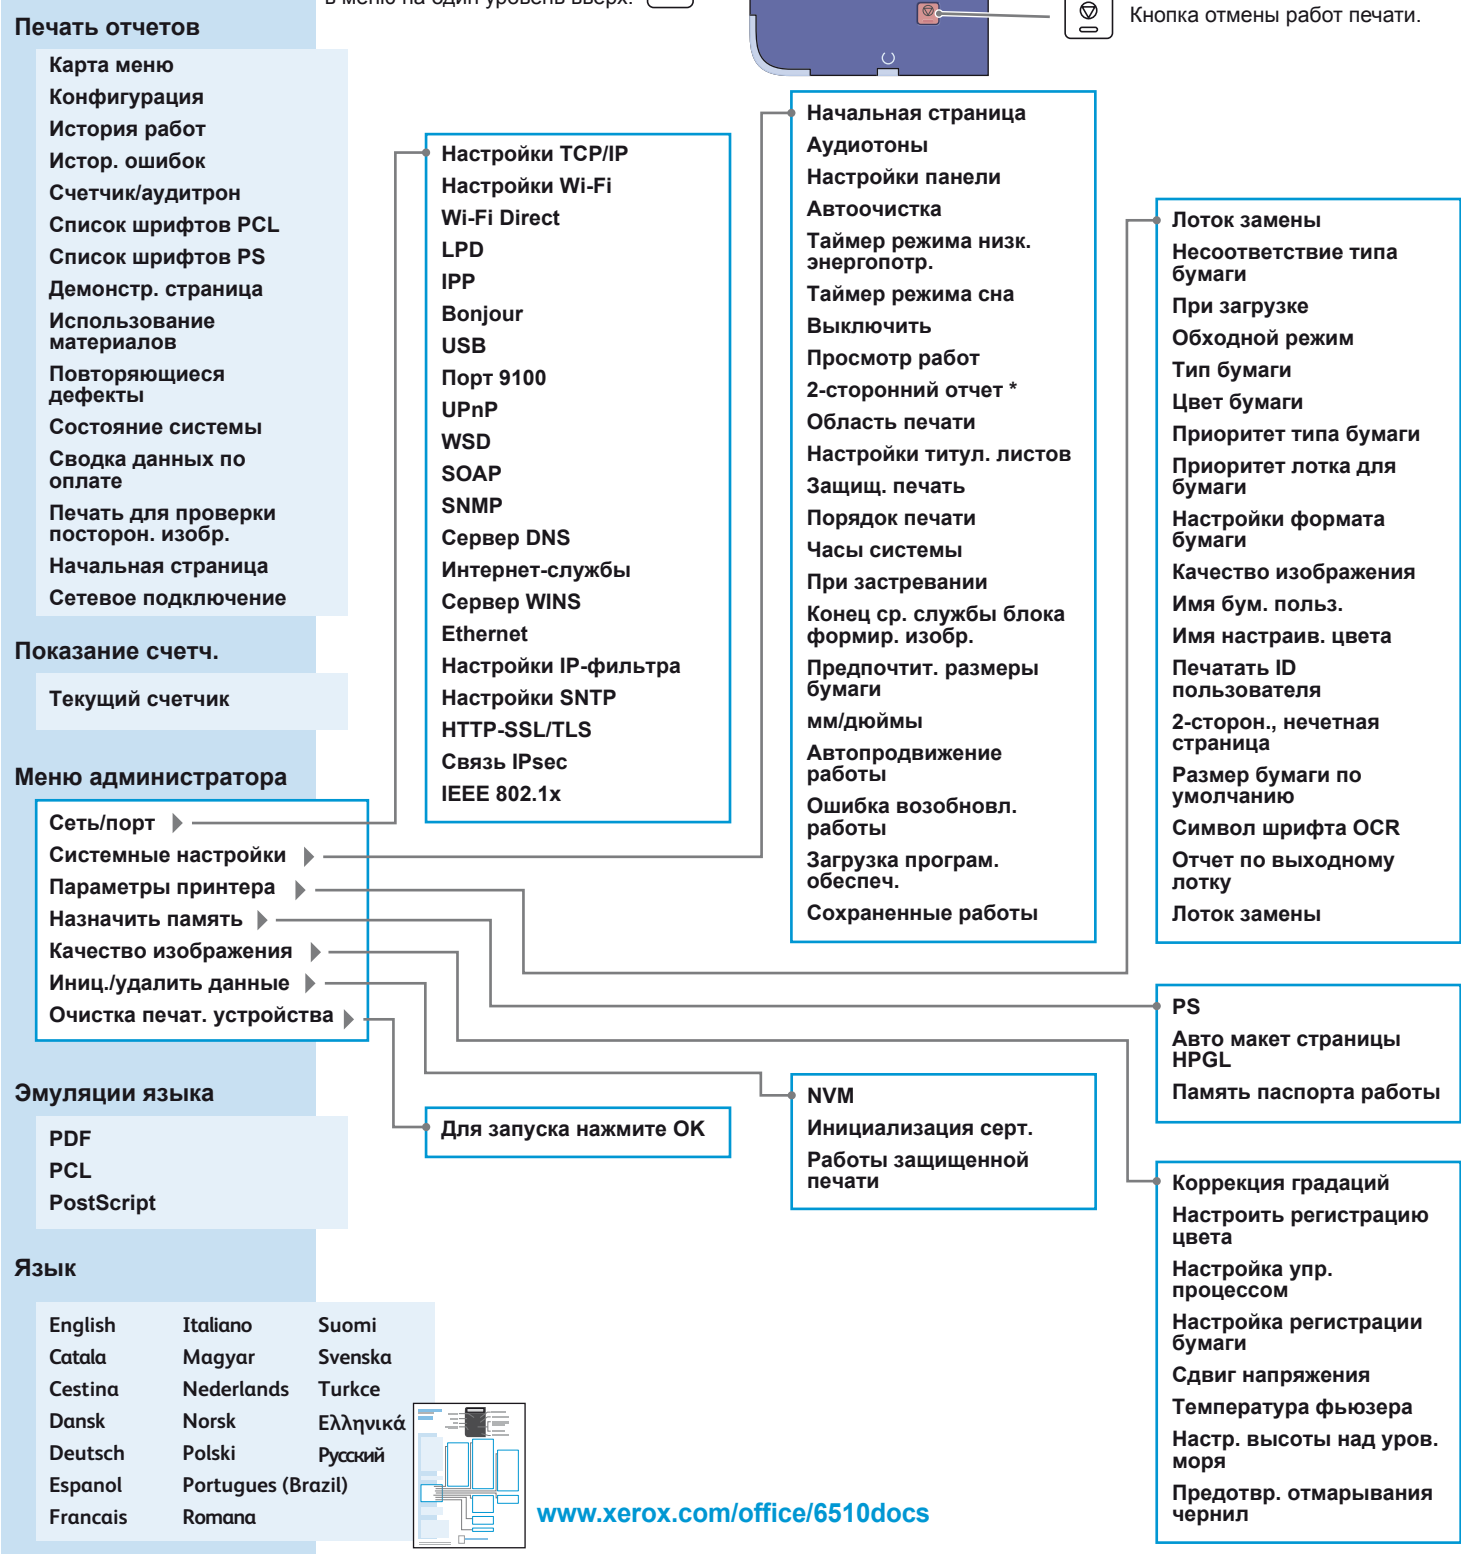 в меню на один уровень вверх.
Кнопка отмены работ печати.
Печать отчетов
Карта меню
Конфигурация
История работ
Истор. ошибок
Счетчик/аудитрон
Список шрифтов PCL
Список шрифтов PS
Демонстр. страница
Использование
материалов
Повторяющиеся
дефекты
Состояние системы
Сводка данных по
оплате
Печать для проверки
посторон. изобр.
Начальная страница
Сетевое подключение
Показание счетч.
Текущий счетчик
Меню администратора
Сеть/порт
Системные настройки
Параметры принтера
Назначить память
Качество изображения
Иниц./удалить данные
Очистка печат. устройства
Эмуляции языка
PDF
PCL
PostScript
Язык
English
Catala
Cestina
Dansk
Deutsch
Espanol
Francais
Italiano
Magyar
Nederlands
Norsk
Polski
Portugues (Brazil)
Romana
Suomi
Svenska
Turkce
Ελληνικά
Русский
Настройки TCP/IP
Настройки Wi-Fi
Wi-Fi Direct
LPD
IPP
Bonjour
USB
Порт 9100
UPnP
WSD
SOAP
SNMP
Сервер DNS
Интернет-службы
Сервер WINS
Ethernet
Настройки IP-фильтра
Настройки SNTP
HTTP-SSL/TLS
Связь IPsec
IEEE 802.1x
Для запуска нажмите OK
Начальная страница
Аудиотоны
Настройки панели
Автоочистка
Таймер режима низк.
энергопотр.
Таймер режима сна
Выключить
Просмотр работ
2-сторонний отчет *
Область печати
Настройки титул. листов
Защищ. печать
Порядок печати
Часы системы
При застревании
Конец ср. службы блока
формир. изобр.
Предпочтит. размеры
бумаги
мм/дюймы
Автопродвижение
работы
Ошибка возобновл.
работы
Загрузка програм.
обеспеч.
Сохраненные работы
NVM
Инициализация серт.
Работы защищенной
печати
Лоток замены
Несоответствие типа
бумаги
При загрузке
Обходной режим
Тип бумаги
Цвет бумаги
Приоритет типа бумаги
Приоритет лотка для
бумаги
Настройки формата
бумаги
Качество изображения
Имя бум. польз.
Имя настраив. цвета
Печатать ID
пользователя
2-сторон., нечетная
страница
Размер бумаги по
умолчанию
Символ шрифта OCR
Отчет по выходному
лотку
Лоток замены
PS
Авто макет страницы
HPGL
Память паспорта работы
Коррекция градаций
Настроить регистрацию
цвета
Настройка упр.
процессом
Настройка регистрации
бумаги
Сдвиг напряжения
Температура фьюзера
Настр. высоты над уров.
моря
Предотвр. отмарывания
чернил
www.xerox.com/office/6510docs